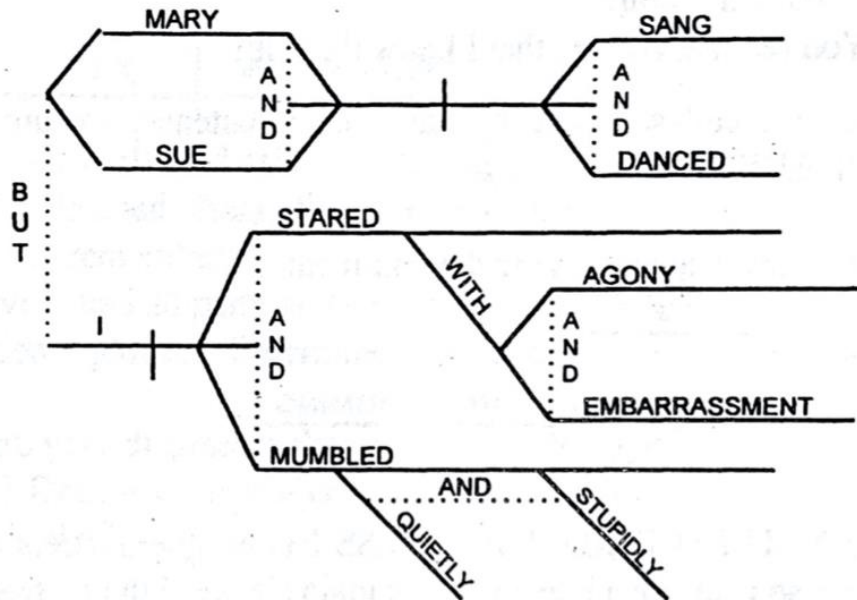 MARY
SANG
AND
AND
SUE
DANCED
BUT
STARED
WITH
AGONY
I
AND
AND
EMBARRASSMENT
MUMBLED
AND
QUIETLY
STUPIDLY